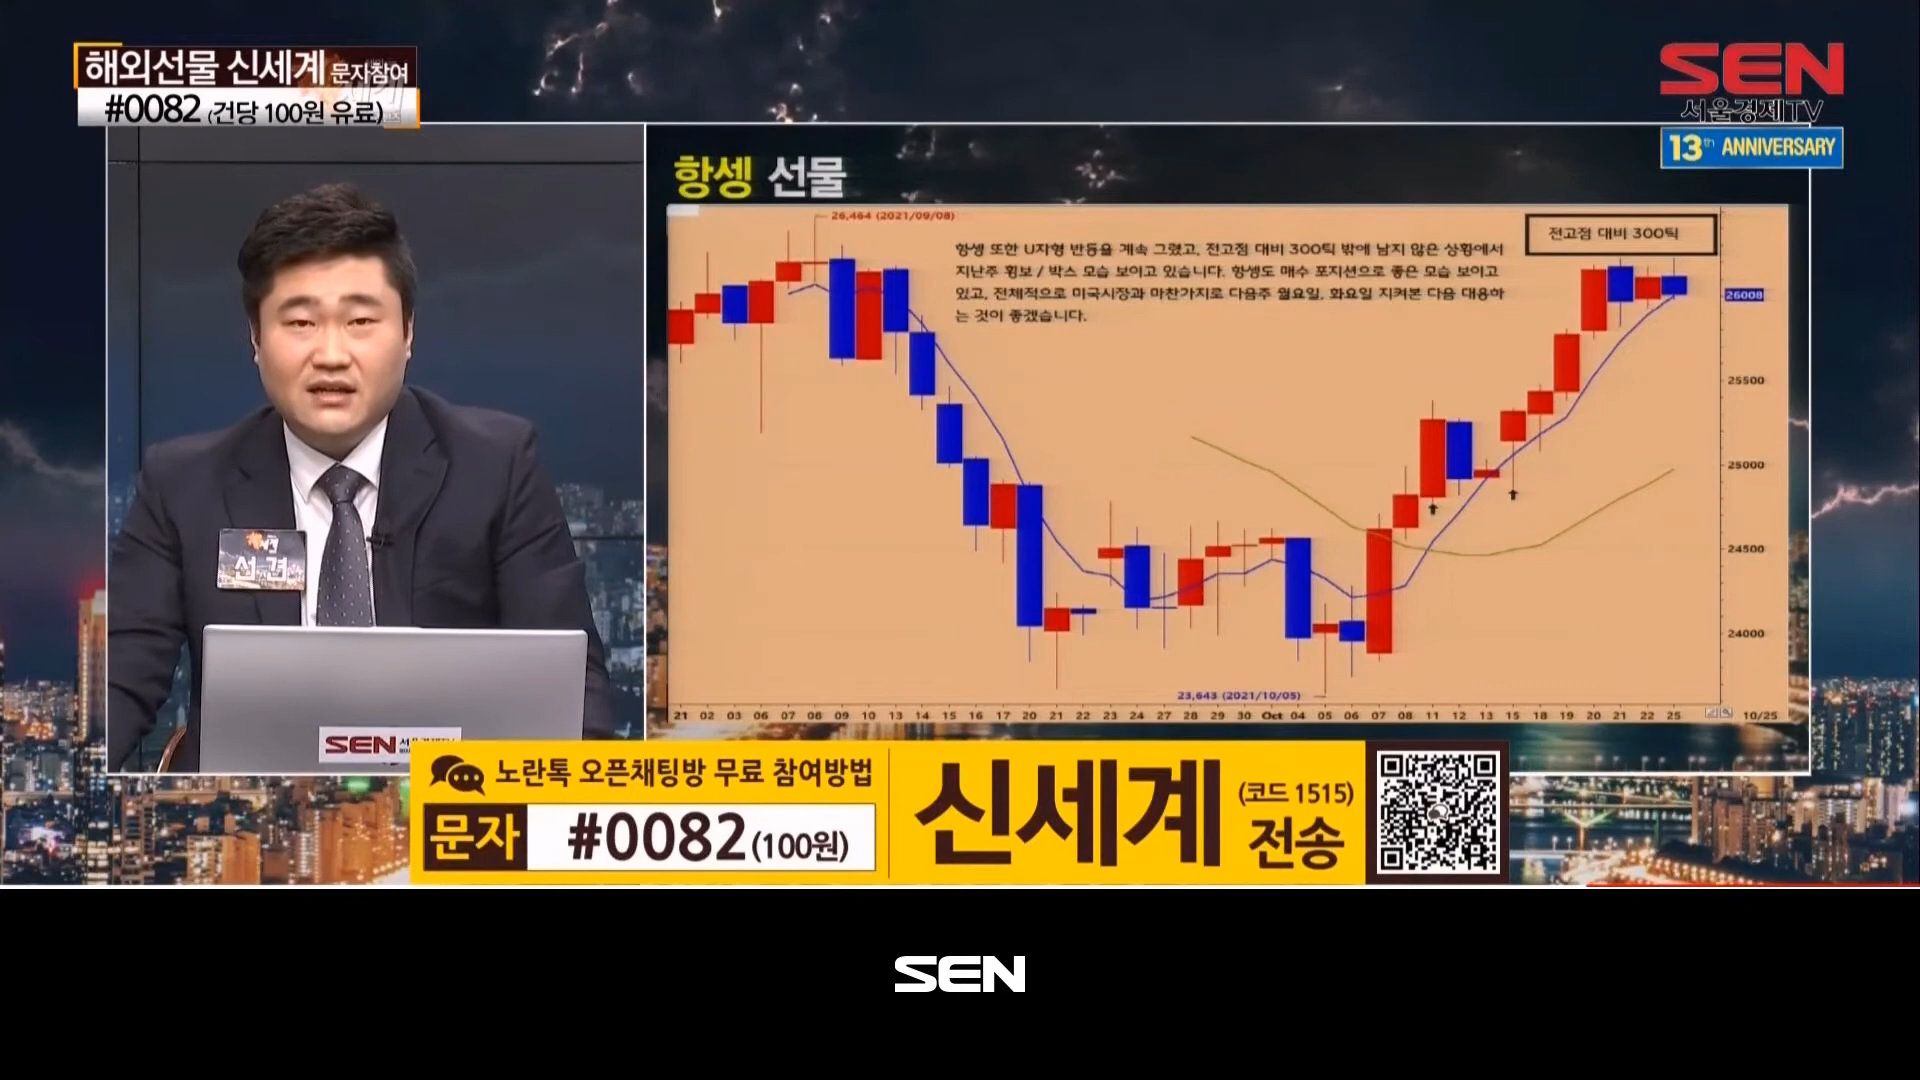 해외선물 신세계 문자참여
#0082 (건당 100원 유료)
SEN
서울경제TV
13th ANNIVERSARY
항셍 선물
26,464 (2021/09/08)
전고점 대비 300틱
항셍 또한 U자형 반등을 계속 그렸고, 전고점 대비 300틱 밖에 남지 않은 상황에서
지난주 횡보 / 박스 모습 보이고 있습니다. 항셍도 매수 포지션으로 좋은 모습 보이고
있고, 전체적으로 미국시장과 마찬가지로 다음주 월요일, 화요일 지켜본 다음 대응하
는 것이 좋겠습니다.
26008
25500
25000
24500
24000
23,643 (2021/10/05)
21 02 03 06 07 08 09 10 13 14 15 16 17 20 21 22 23 24 27 28 29 30 Oct 04 05 06 07 08 11 12 13 15 18 19 20 21 22 25 10/25
선견
SEN
노란톡 오픈채팅방 무료 참여방법
문자 #0082(100원)
신세계 (코드 1515)
전송
SEN